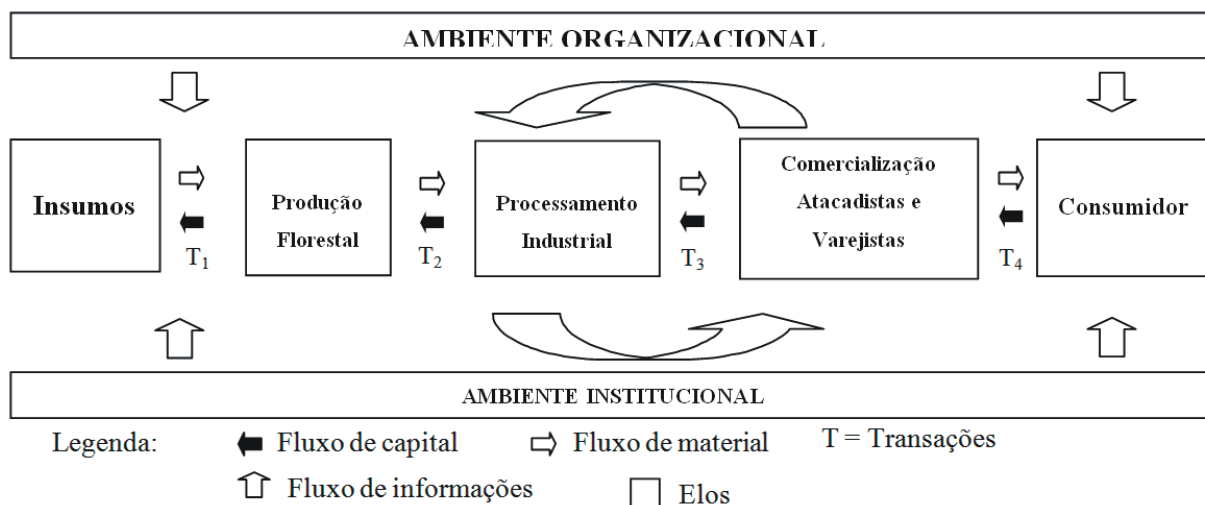 AMBIENTE ORGANIZACIONAL
Insumos
T1
Produção
Florestal
T2
Processamento
Industrial
T3
Comercialização
Atacadistas e
Varejistas
T4
Consumidor
AMBIENTE INSTITUCIONAL
Legenda:
Fluxo de capital
Fluxo de material
T = Transações
Fluxo de informações
Elos